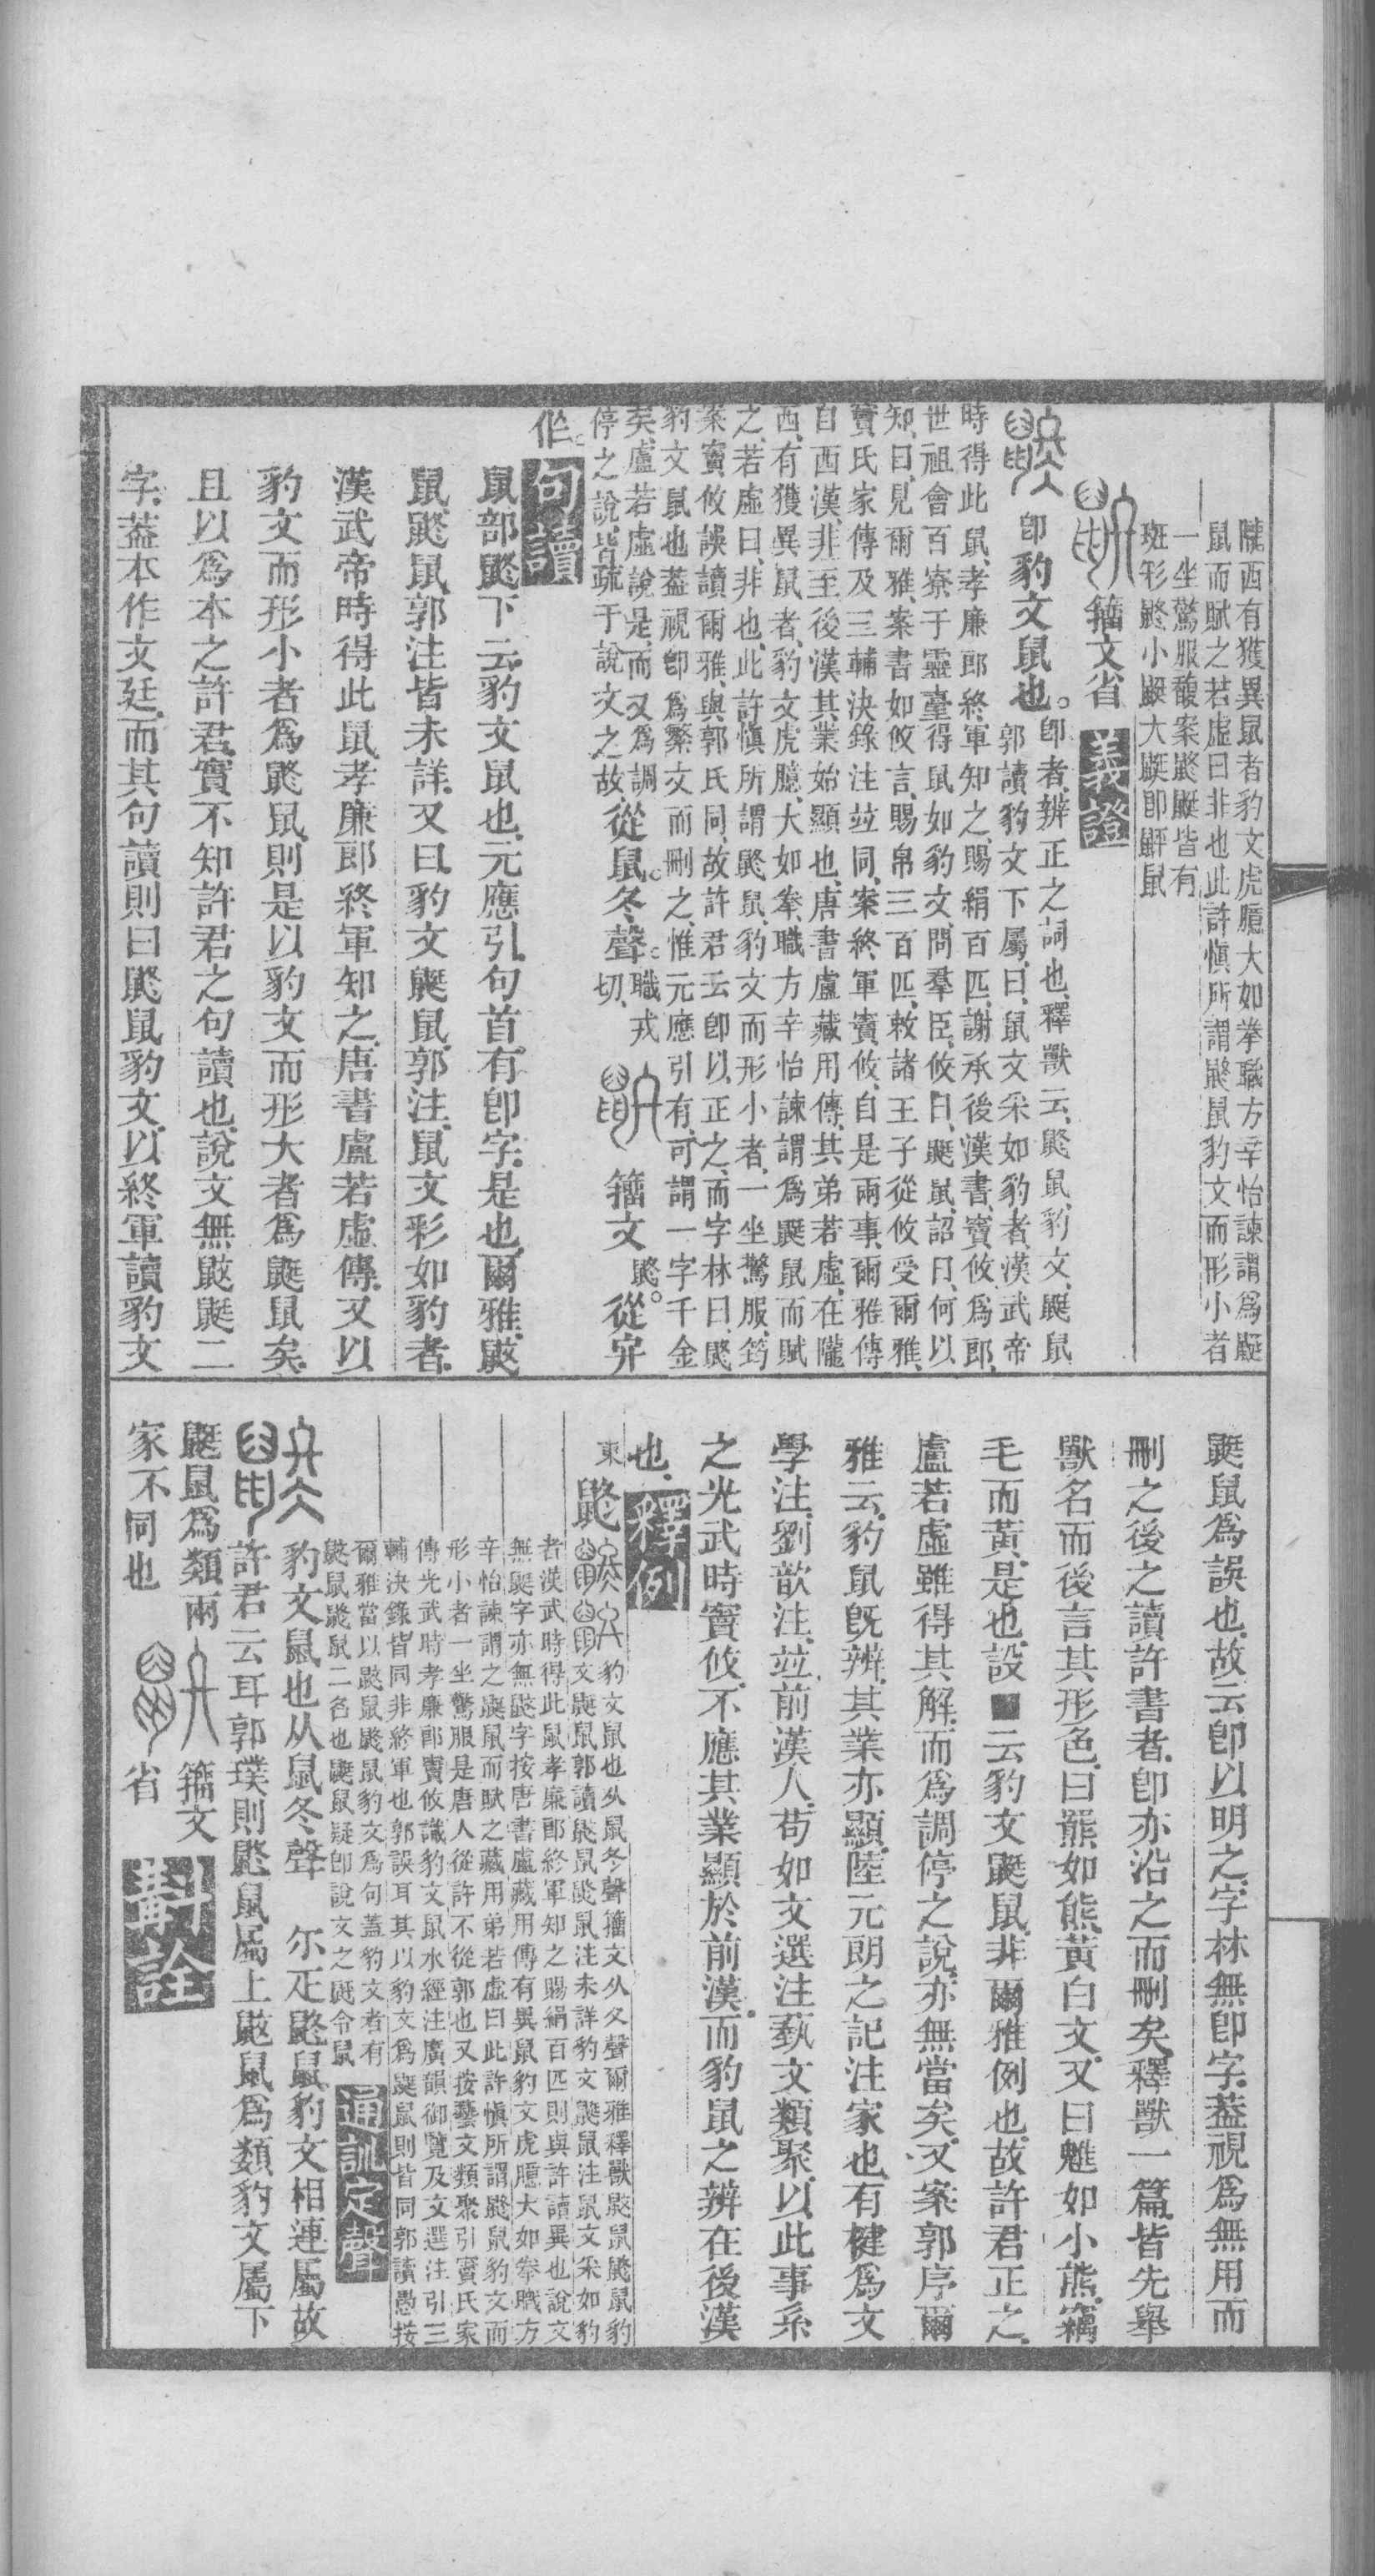 隴西有獲異鼠者豹文虎臆大如拳職方辛怡諫謂爲鼮
鼠而賦之若虛曰非也此許愼所謂鼨鼠豹文而形小者
一坐驚服馥案鼨鼮皆有
班彩鼨小鼮大鼮卽鼾鼠
籒文省 義證
卽豹文鼠也。
卽者、辨正之詞也、釋獸云、鼨鼠、豹文、鼮鼠
郭讀豹文下屬、曰、鼠文采如豹者、漢武帝
時得此鼠、孝廉郎終軍知之、賜絹百匹、謝承後漢書、竇攸爲郎、
世祖會百寮于靈臺得鼠如豹文、問羣臣、攸曰、鼮鼠、詔曰、何以
知、曰、見爾雅、案書如攸言、賜帛三百匹、敕諸王子從攸受爾雅、
竇氏家傳及三輔決錄注竝同、案終軍竇攸、自是兩事、爾雅傳
自西漢、非至後漢其業始顯也、唐書盧藏用傳、其弟若虛、在隴
西、有獲異鼠者、豹文虎臆、大如拳、職方辛怡諫謂爲鼮鼠而賦
之、若虛曰、非也、此許愼所謂鼨鼠、豹文而形小者、一坐驚服、筠
案竇攸誤讀爾雅、與郭氏同、故許君云卽以正之、而字林曰、鼨
豹文鼠也、蓋視卽爲繁文而刪之、惟元應引有、可謂一字千金
矣、盧若虛說是、而又爲調
停之說、皆疏于說文之故、
從鼠。冬聲。職戎切、
籒文鼨。從宂
作。句讀
鼠部鼨下云、豹文鼠也、元應引、句首有卽字、是也、爾雅、鼶
鼠、鼨鼠、郭注皆未詳、又曰、豹文鼮鼠、郭注、鼠文彩如豹者、
漢武帝時得此鼠、孝廉郎終軍知之、唐書盧若虛傳、又以
豹文而形小者爲鼨鼠、則是以豹文而形大者爲鼮鼠矣、
且以爲本之許君、實不知許君之句讀也、說文無鼶鼮二
字、蓋本作文廷、而其句讀則曰鼨鼠豹文、以終軍讀豹文
鼮鼠爲誤也、故云卽以明之、字林無卽字、蓋視爲無用而
刪之、後之讀許書者、卽亦沿之而刪矣、釋獸一篇、皆先舉
獸名而後言其形色、曰羆、如熊、黃白文、又曰魋、如小熊、竊
毛而黃、是也、設■云豹文鼮鼠、非爾雅例也、故許君正之、
盧若虛雖得其解、而爲調停之說、亦無當矣、又案郭序爾
雅云、豹鼠旣辨、其業亦顯、陸元朗之記注家也、有犍爲文
學注、劉歆注、竝前漢人、苟如文選注、蓺文類聚、以此事系
之光武時竇攸、不應其業顯於前漢、而豹鼠之辨在後漢
也、釋例
東
鼨
豹文鼠也从鼠冬聲籒文从夂聲爾雅釋獸鼶鼠鼨鼠豹
文鼮鼠郭讀鼶鼠鼨鼠注未詳豹文鼮鼠注鼠文采如豹
者漢武時得此鼠孝廉郎終軍知之賜絹百匹則與許讀異也說文
無鼮字亦無鼶字按唐書盧藏用傳有異鼠豹文虎臆大如拳職方
辛怡諫謂之鼮鼠而賦之藏用弟若虛曰此許愼所謂鼨鼠豹文而
形小者一坐驚服是唐人從許不從郭也又按藝文類聚引竇氏家
傳光武時孝廉郎竇攸識豹文鼠水經注廣韻御覽及文選注引三
輔決錄皆同非終軍也郭誤耳其以豹文爲鼮鼠則皆同郭讀愚按
爾雅當以鼶鼠鼨鼠豹文爲句蓋豹文者有
鼶鼠鼨鼠二名也鼮鼠疑卽說文之鼷令鼠
通訓定聲
豹文鼠也从鼠冬聲
尒疋鼨鼠豹文相連屬故
許君云耳郭璞則鼨鼠屬上鼶鼠爲類豹文屬下
鼮鼠爲類兩
家不同也
籒文
省 斠詮